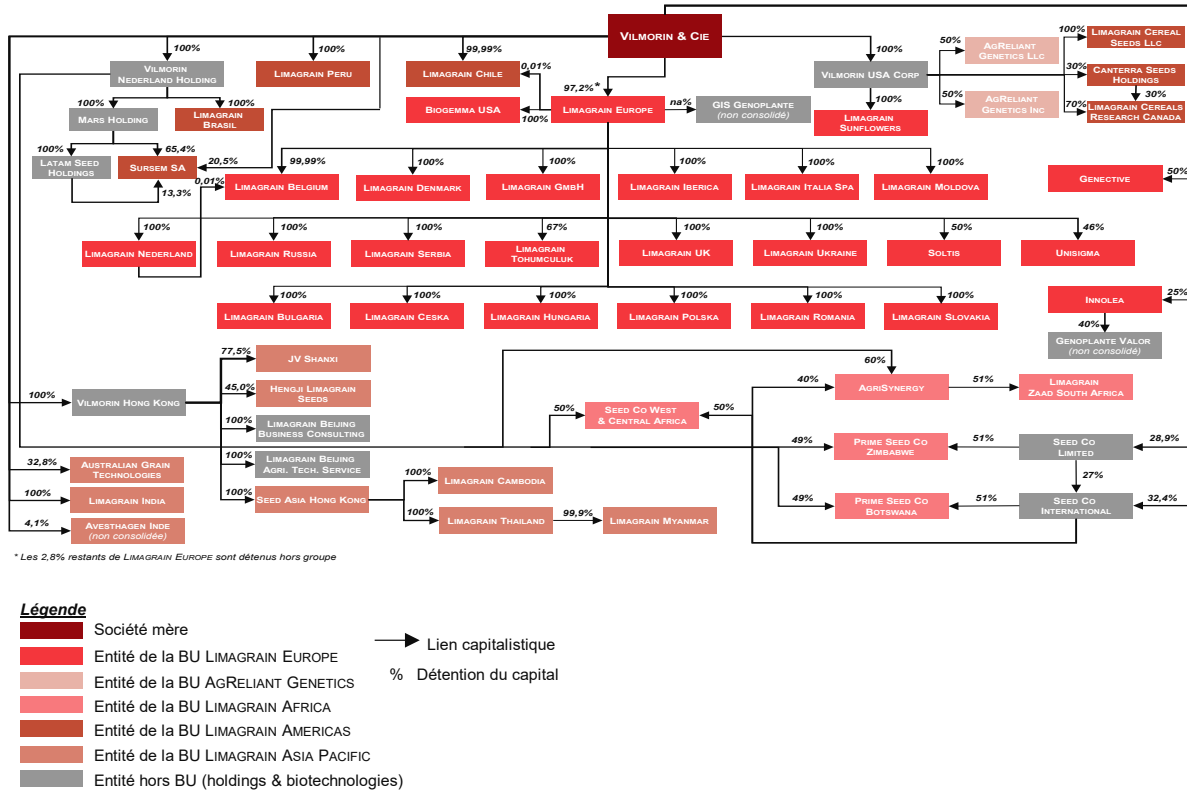 VILMORIN & CIE
100%
100%
99,99%
100%
50%
100%
VILMORIN
NEDERLAND HOLDING
LIMAGRAIN PERU
LIMAGRAIN CHILE
0,01%
97,2%*
VILMORIN USA CORP
AGRELIANT
GENETICS LLC
LIMAGRAIN CEREAL
SEEDS LLC
30%
CANTERRA SEEDS
HOLDINGS
30%
100%
100%
MARS HOLDING
LIMAGRAIN
BRASIL
BIOGEMMA USA
100%
LIMAGRAIN EUROPE
na%
GIS GENOPLANTE
(non consolidé)
100%
LIMAGRAIN
SUNFLOWERS
50%
AGRELIANT
GENETICS INC
70%
LIMAGRAIN CEREALS
RESEARCH CANADA
100%
65,4%
LATAM SEED
HOLDINGS
SURSEM SA
20,5%
13,3%
0,01%
99,99%
100%
100%
100%
100%
100%
LIMAGRAIN BELGIUM
LIMAGRAIN DENMARK
LIMAGRAIN GMBH
LIMAGRAIN IBERICA
LIMAGRAIN ITALIA SPA
LIMAGRAIN MOLDOVA
GENECTIVE
50%
100%
100%
100%
67%
100%
100%
50%
46%
LIMAGRAIN NEDERLAND
LIMAGRAIN RUSSIA
LIMAGRAIN SERBIA
LIMAGRAIN
TOHUMCULUK
LIMAGRAIN UK
LIMAGRAIN UKRAINE
SOLTIS
UNISIGMA
100%
100%
100%
100%
100%
100%
LIMAGRAIN BULGARIA
LIMAGRAIN CESKA
LIMAGRAIN HUNGARIA
LIMAGRAIN POLSKA
LIMAGRAIN ROMANIA
LIMAGRAIN SLOVAKIA
INNOLEA
25%
40%
GENOPLANTE VALOR
(non consolidé)
77,5%
JV SHANXI
60%
100%
VILMORIN HONG KONG
45,0%
HENGJI LIMAGRAIN
SEEDS
40%
AGRISYNERGY
51%
LIMAGRAIN
ZAAD SOUTH AFRICA
100%
LIMAGRAIN BEIJING
BUSINESS CONSULTING
50%
SEED CO WEST
& CENTRAL AFRICA
50%
100%
LIMAGRAIN BEIJING
AGRI. TECH. SERVICE
49%
PRIME SEED CO
ZIMBABWE
51%
SEED CO
LIMITED
28,9%
27%
32,8%
AUSTRALIAN GRAIN
TECHNOLOGIES
100%
LIMAGRAIN CAMBODIA
100%
LIMAGRAIN INDIA
100%
SEED ASIA HONG KONG
49%
PRIME SEED CO
BOTSWANA
51%
SEED CO
INTERNATIONAL
32,4%
4,1%
AVESTHAGEN INDE
(non consolidée)
100%
LIMAGRAIN THAILAND
99,9%
LIMAGRAIN MYANMAR
* Les 2,8% restants de LIMAGRAIN EUROPE sont détenus hors groupe
Légende
Société mère
Lien capitalistique
Entité de la BU LIMAGRAIN EUROPE
% Détention du capital
Entité de la BU AGRELIANT GENETICS
Entité de la BU LIMAGRAIN AFRICA
Entité de la BU LIMAGRAIN AMERICAS
Entité de la BU LIMAGRAIN ASIA PACIFIC
Entité hors BU (holdings & biotechnologies)